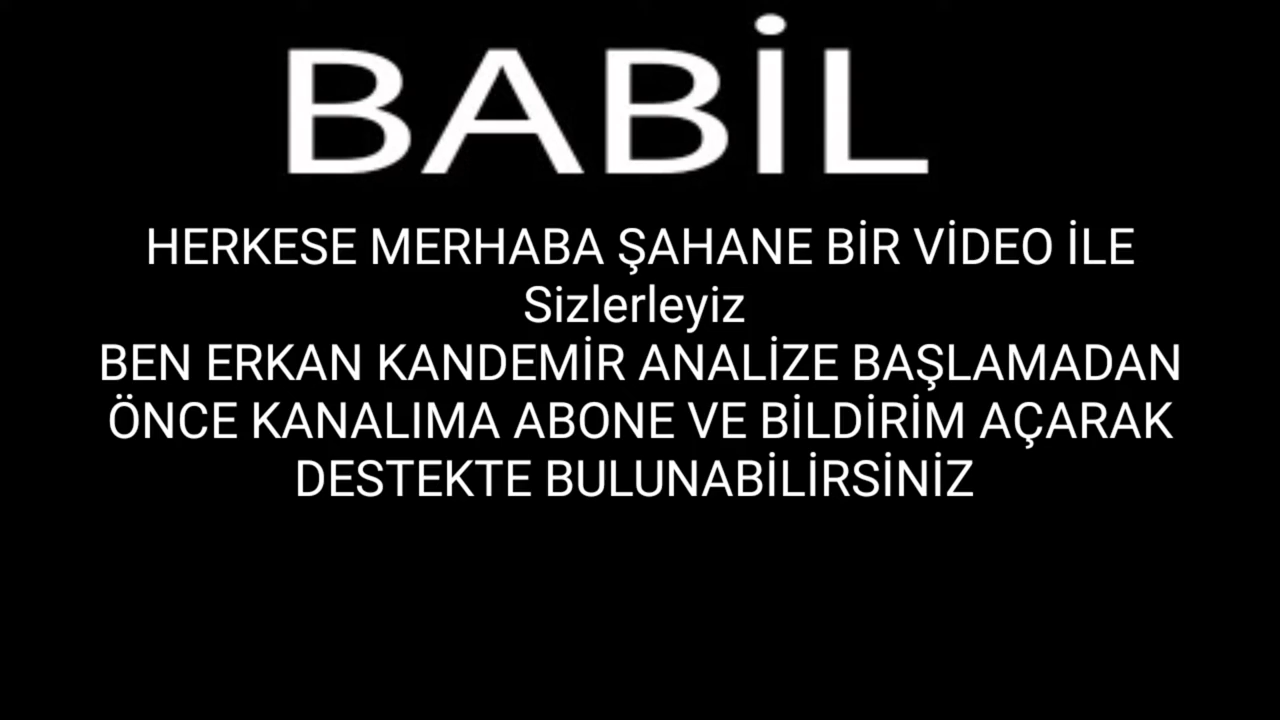 BABİL
HERKESE MERHABA ŞAHANE BİR VİDEO İLE
Sizlerleyiz
BEN ERKAN KANDEMİR ANALİZE BAŞLAMADAN
ÖNCE KANALIMA ABONE VE BİLDİRİM AÇARAK
DESTEKTE BULUNABİLİRSİNİZ